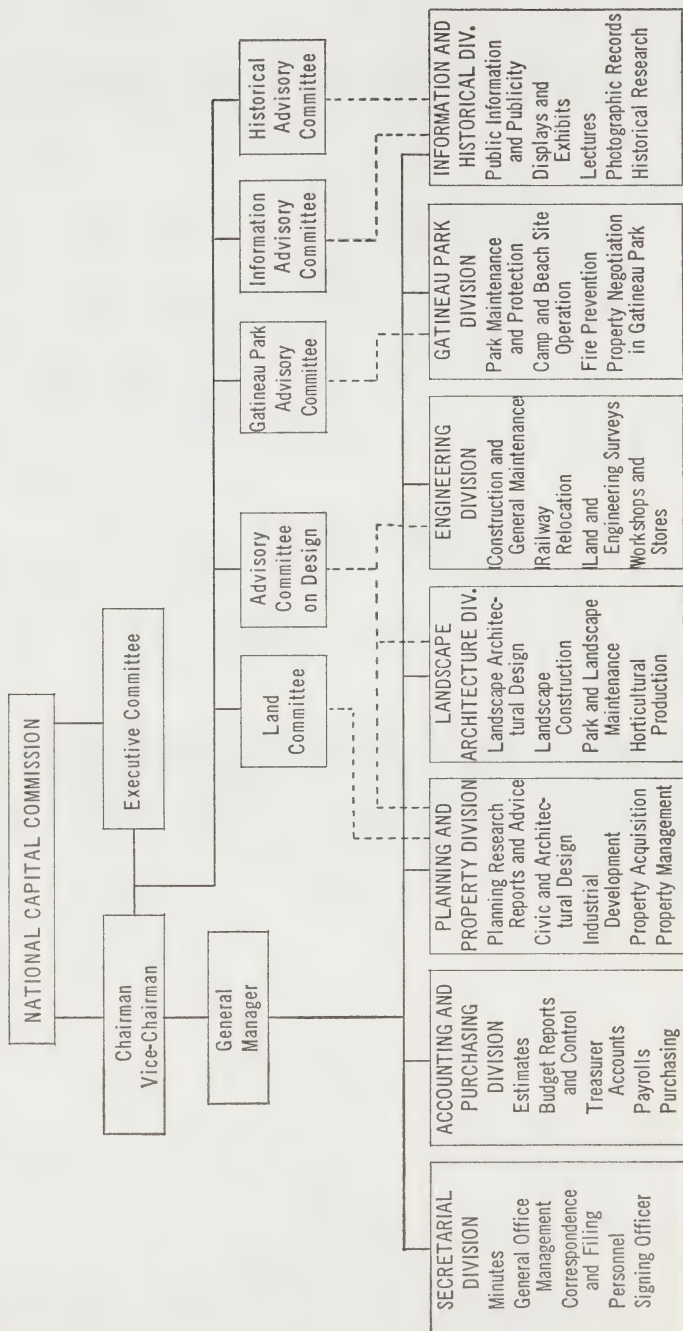 NATIONAL CAPITAL COMMISSION
Chairman
Vice-Chairman
Executive Committee
General
Manager
Land
Committee
Advisory
Committee
on Design
Gatineau Park
Advisory
Committee
Information
Advisory
Committee
Historical
Advisory
Committee
SECRETARIAL
DIVISION
Minutes
General Office
Management
Correspondence
and Filing
Personnel
Signing Officer
ACCOUNTING AND
PURCHASING
DIVISION
Estimates
Budget Reports
and Control
Treasurer
Accounts
Payrolls
Purchasing
PLANNING AND
PROPERTY DIVISION
Planning Research
Reports and Advice
Civic and Architec-
tural Design
Industrial
Development
Property Acquisition
Property Management
LANDSCAPE
ARCHITECTURE DIV.
Landscape Architec-
tural Design
Landscape
Construction
Park and Landscape
Maintenance
Horticultural
Production
ENGINEERING
DIVISION
Construction and
General Maintenance
Railway
Relocation
Land and
Engineering Surveys
Workshops and
Stores
GATINEAU PARK
DIVISION
Park Maintenance
and Protection
Camp and Beach Site
Operation
Fire Prevention
Property Negotiation
in Gatineau Park
INFORMATION AND
HISTORICAL DIV.
Public Information
and Publicity
Displays and
Exhibits
Lectures
Photographic Records
Historical Research